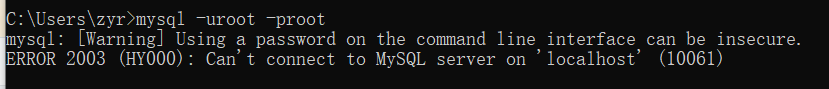 C:\Users\zyr>mysql -uroot -proot
mysql: [Warning] Using a password on the command line interface can be insecure.
ERROR 2003 (HY000): Can't connect to MySQL server on 'localhost' (10061)